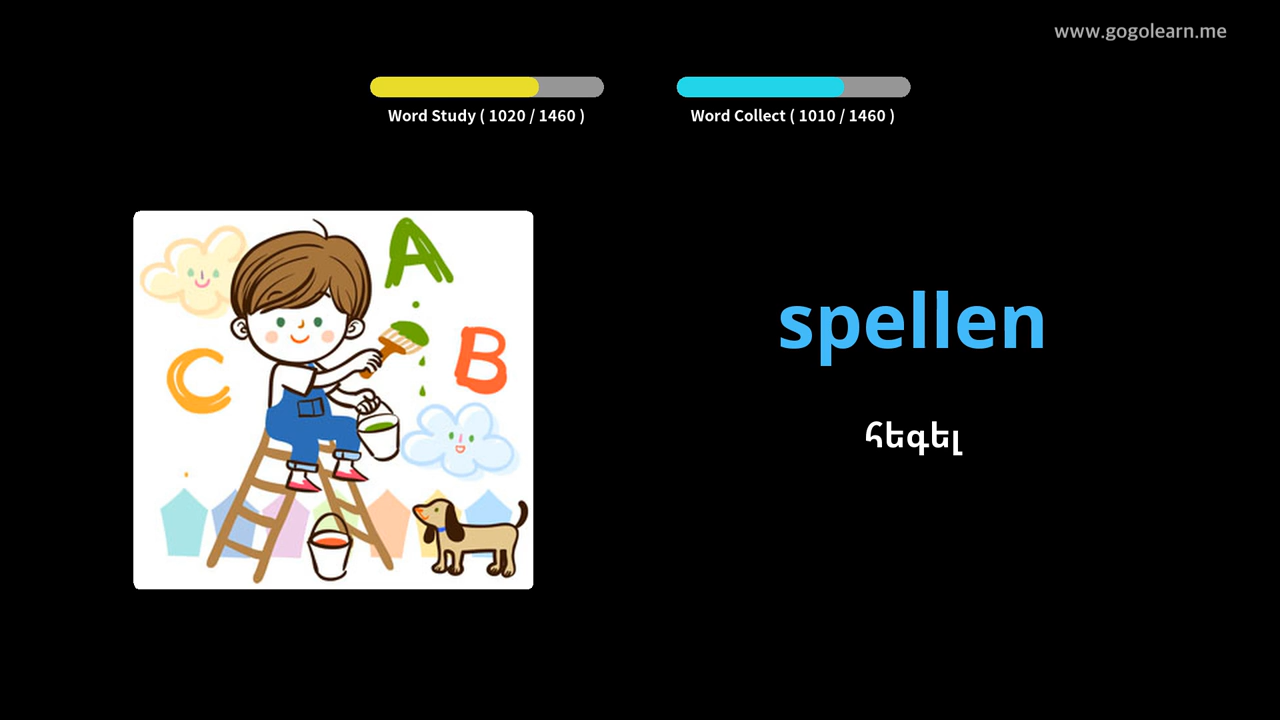 www.gogolearn.me
Word Study ( 1020 / 1460 )
Word Collect ( 1010 / 1460 )
A
B
C
spellen
հեգել